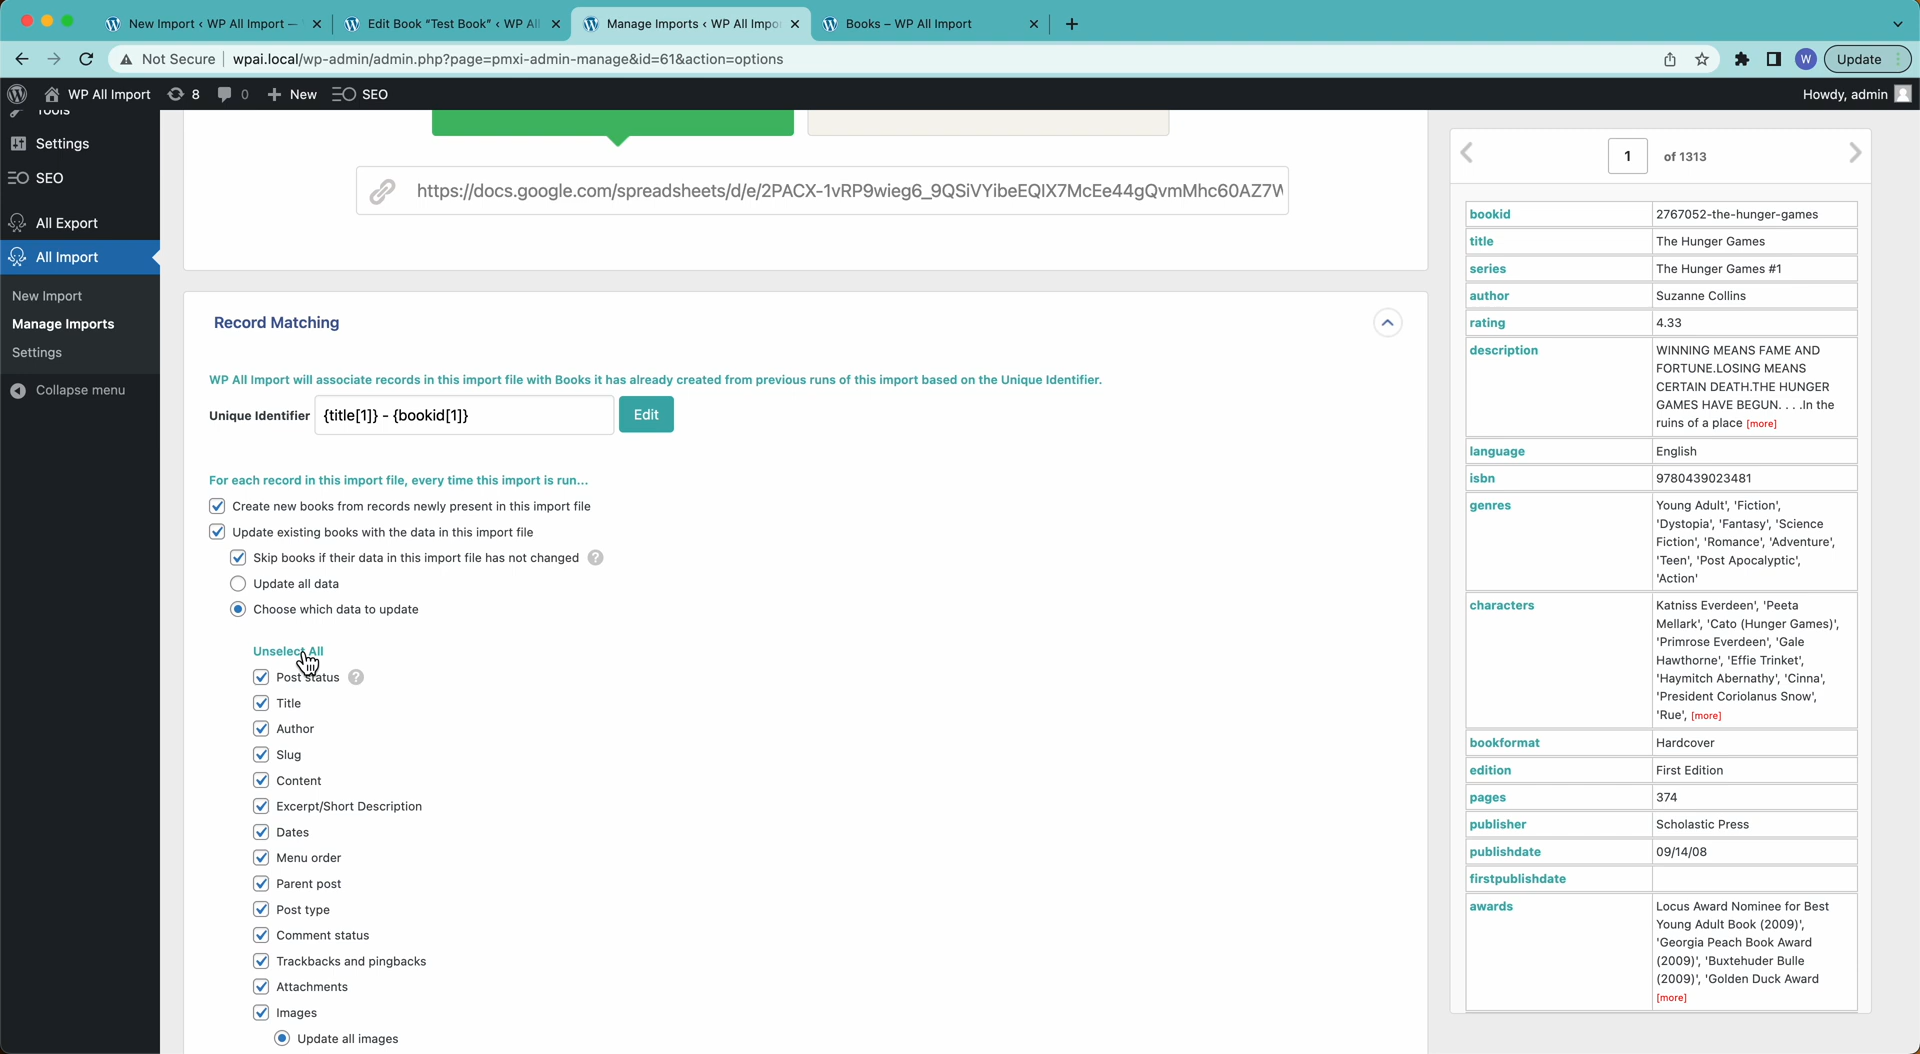 New Import ‹ WP All Import —
Edit Book “Test Book” ‹ WP All
Manage Imports ‹ WP All Impo
Books – WP All Import
Not Secure
wpai.local/wp-admin/admin.php?page=pmxi-admin-manage&id=61&action=options
W
Update
WP All Import
8
0
New
SEO
Howdy, admin
Tools
Settings
SEO
All Export
All Import
New Import
Manage Imports
Settings
Collapse menu
https://docs.google.com/spreadsheets/d/e/2PACX-1vRP9wieg6_9QSiVYibeEQIX7McEe44gQvmMhc60AZ7W
Record Matching
WP All Import will associate records in this import file with Books it has already created from previous runs of this import based on the Unique Identifier.
Unique Identifier
{title[1]} - {bookid[1]}
Edit
For each record in this import file, every time this import is run...
Create new books from records newly present in this import file
Update existing books with the data in this import file
Skip books if their data in this import file has not changed ?
Update all data
Choose which data to update
Unselect All
Post status ?
Title
Author
Slug
Content
Excerpt/Short Description
Dates
Menu order
Parent post
Post type
Comment status
Trackbacks and pingbacks
Attachments
Images
Update all images
1 of 1313
bookid 2767052-the-hunger-games
title The Hunger Games
series The Hunger Games #1
author Suzanne Collins
rating 4.33
description WINNING MEANS FAME AND
FORTUNE.LOSING MEANS
CERTAIN DEATH.THE HUNGER
GAMES HAVE BEGUN. . . .In the
ruins of a place [more]
language English
isbn 9780439023481
genres Young Adult', 'Fiction',
'Dystopia', 'Fantasy', 'Science
Fiction', 'Romance', 'Adventure',
'Teen', 'Post Apocalyptic',
'Action'
characters Katniss Everdeen', 'Peeta
Mellark', 'Cato (Hunger Games)',
'Primrose Everdeen', 'Gale
Hawthorne', 'Effie Trinket',
'Haymitch Abernathy', 'Cinna',
'President Coriolanus Snow',
'Rue', [more]
bookformat Hardcover
edition First Edition
pages 374
publisher Scholastic Press
publishdate 09/14/08
firstpublishdate
awards Locus Award Nominee for Best
Young Adult Book (2009)',
'Georgia Peach Book Award
(2009)', 'Buxtehuder Bulle
(2009)', 'Golden Duck Award
[more]